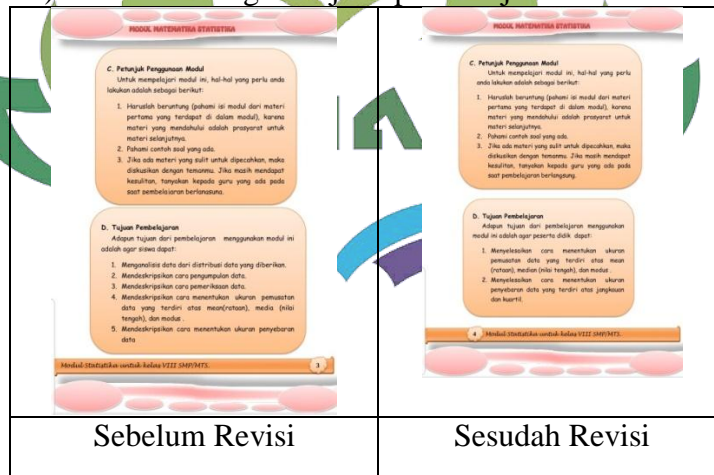 MODUL MATEMATIKA STATISTIKA
C. Petunjuk Penggunaan Modul
Untuk mempelajari modul ini, hal-hal yang perlu anda
lakukan adalah sebagai berikut:
1. Haruslah beruntung (pahami isi modul dari materi
pertama yang terdapat di dalam modul), karena
materi yang mendahului adalah prasyarat untuk
materi selanjutnya.
2. Pahami contoh soal yang ada.
3. Jika ada materi yang sulit untuk dipecahkan, maka
diskusikan dengan temanmu. Jika masih mendapat
kesulitan, tanyakan kepada guru yang ada pada
saat pembelajaran berlangsung.
D. Tujuan Pembelajaran
Adapun tujuan dari pembelajaran menggunakan modul ini
adalah agar siswa dapat:
1. Menganalisis data dari distribusi data yang diberikan.
2. Mendeskripsikan cara pengumpulan data.
3. Mendeskripsikan cara pemeriksaan data.
4. Mendeskripsikan cara menentukan ukuran pemusatan
data yang terdiri atas mean(rataan), media (nilai
tengah), dan modus .
5. Mendeskripsikan cara menentukan ukuran penyebaran
data
Modul Statistika untuk kelas VIII SMP/MTS. 3
Sebelum Revisi
MODUL MATEMATIKA STATISTIKA
C. Petunjuk Penggunaan Modul
Untuk mempelajari modul ini, hal-hal yang perlu
anda lakukan adalah sebagai berikut:
1. Haruslah beruntung (pahami isi modul dari materi
pertama yang terdapat di dalam modul), karena
materi yang mendahului adalah prasyarat untuk
materi selanjutnya.
2. Pahami contoh soal yang ada.
3. Jika ada materi yang sulit untuk dipecahkan, maka
diskusikan dengan temanmu. Jika masih mendapat
kesulitan, tanyakan kepada guru yang ada pada
saat pembelajaran berlangsung.
D. Tujuan Pembelajaran
Adapun tujuan dari pembelajaran menggunakan
modul ini adalah agar peserta didik dapat:
1. Menyelesaikan cara menentukan ukuran
pemusatan data yang terdiri atas mean
(rataan), median (nilai tengah), dan modus .
2. Menyelesaikan cara menentukan ukuran
penyebaran data yang terdiri atas jangkauan
dan kuartil.
4 Modul Statistika untuk kelas VIII SMP/MTS.
Sesudah Revisi